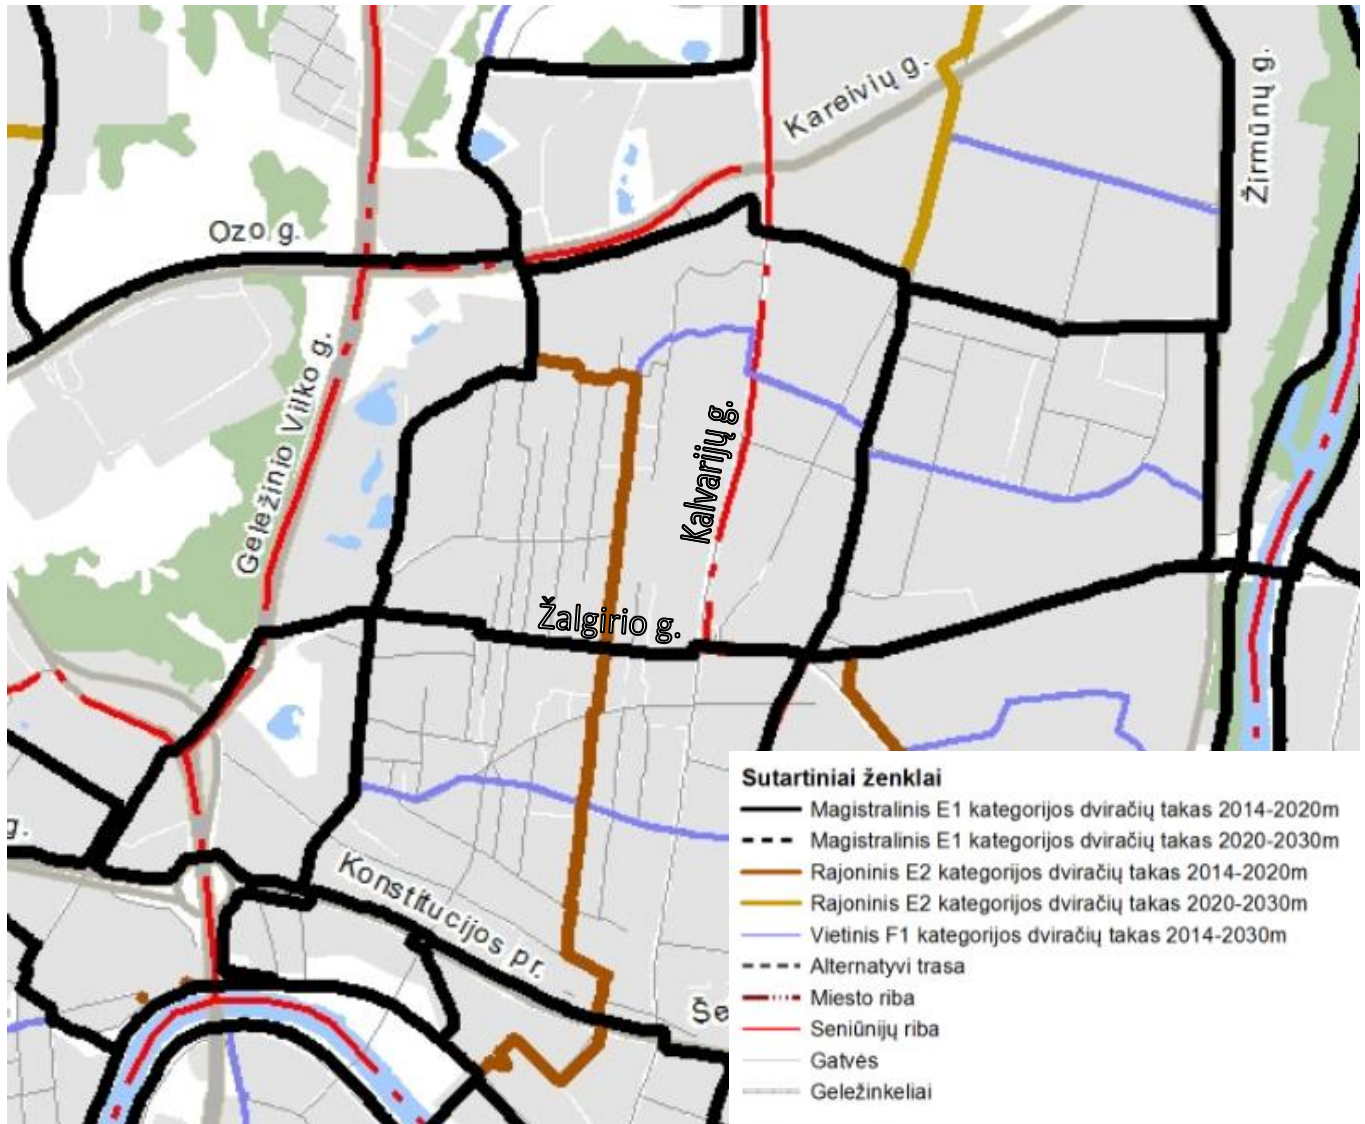 Kareivių g.
Žirmūnų g.
Ozo g.
Geležinio Vilko g.
Kalvarijų g.
Žalgirio g.
g.
Konstitucijos pr.
Še
Sutartiniai ženklai
Magistralinis E1 kategorijos dviračių takas 2014-2020m
Magistralinis E1 kategorijos dviračių takas 2020-2030m
Rajoninis E2 kategorijos dviračių takas 2014-2020m
Rajoninis E2 kategorijos dviračių takas 2020-2030m
Vietinis F1 kategorijos dviračių takas 2014-2030m
Alternatyvi trasa
Miesto riba
Seniūnijų riba
Gatvės
Geležinkeliai